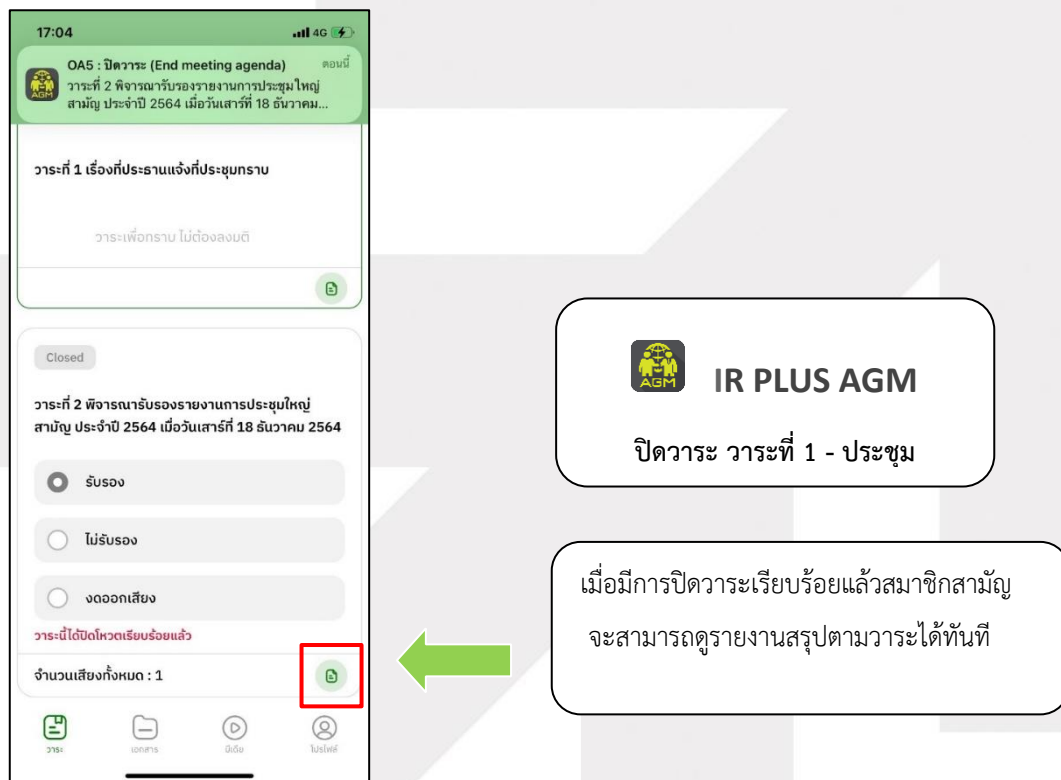 17:04
4G
OA5 : ปิดวาระ (End meeting agenda)
ตอนนี้
วาระที่ 2 พิจารณารับรองรายงานการประชุมใหญ่
สามัญ ประจำปี 2564 เมื่อวันเสาร์ที่ 18 ธันวาคม...
AGM
วาระที่ 1 เรื่องที่ประธานแจ้งที่ประชุมทราบ
วาระเพื่อทราบ ไม่ต้องลงมติ
Closed
วาระที่ 2 พิจารณารับรองรายงานการประชุมใหญ่
สามัญ ประจำปี 2564 เมื่อวันเสาร์ที่ 18 ธันวาคม 2564
รับรอง
ไม่รับรอง
งดออกเสียง
วาระนี้ได้ปิดโหวตเรียบร้อยแล้ว
จำนวนเสียงทั้งหมด : 1
วาระ
เอกสาร
มีเดีย
โปรไฟล์
AGM
IR PLUS AGM
ปิดวาระ วาระที่ 1 - ประชุม
เมื่อมีการปิดวาระเรียบร้อยแล้วสมาชิกสามัญ
จะสามารถดูรายงานสรุปตามวาระได้ทันที